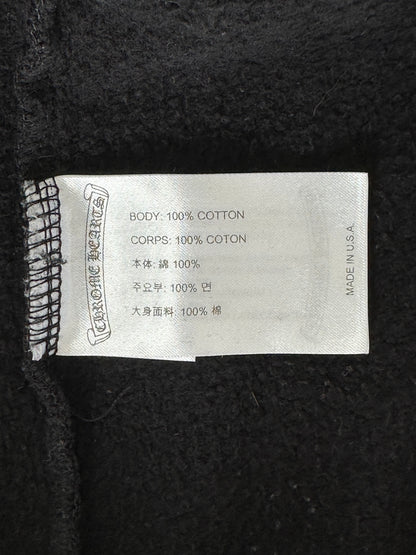 CHROME HEARTS
BODY: 100% COTTON
CORPS: 100% COTON
本体: 綿 100%
주요부: 100% 면
大身面料: 100% 棉
MADE IN U.S.A.